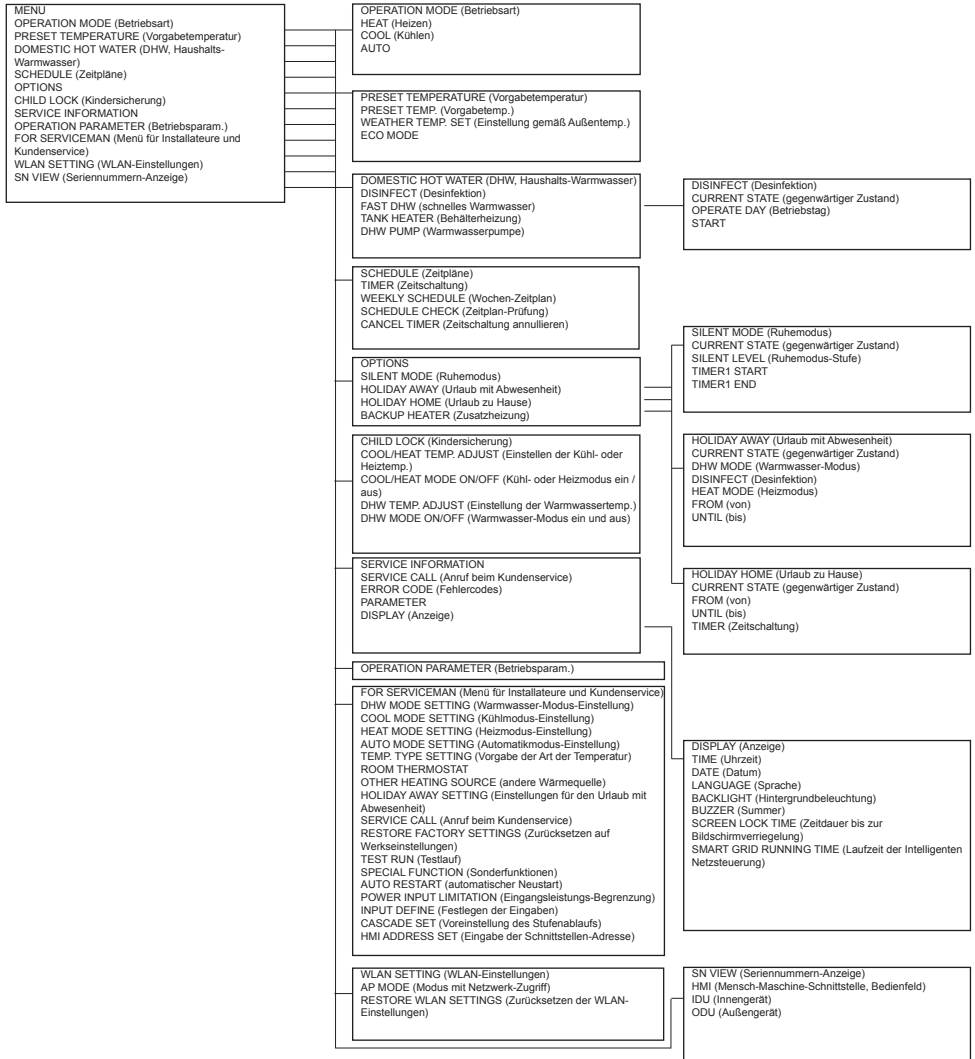 MENU
OPERATION MODE (Betriebsart)
PRESET TEMPERATURE (Vorgabetemperatur)
DOMESTIC HOT WATER (DHW, Haushalts-
Warmwasser)
SCHEDULE (Zeitpläne)
OPTIONS
CHILD LOCK (Kindersicherung)
SERVICE INFORMATION
OPERATION PARAMETER (Betriebsparam.)
FOR SERVICEMAN (Menü für Installateure und
Kundenservice)
WLAN SETTING (WLAN-Einstellungen)
SN VIEW (Seriennummern-Anzeige)
OPERATION MODE (Betriebsart)
HEAT (Heizen)
COOL (Kühlen)
AUTO
PRESET TEMPERATURE (Vorgabetemperatur)
PRESET TEMP. (Vorgabetemp.)
WEATHER TEMP. SET (Einstellung gemäß Außentemp.)
ECO MODE
DOMESTIC HOT WATER (DHW, Haushalts-Warmwasser)
DISINFECT (Desinfektion)
FAST DHW (schnelles Warmwasser)
TANK HEATER (Behälterheizung)
DHW PUMP (Warmwasserpumpe)
DISINFECT (Desinfektion)
CURRENT STATE (gegenwärtiger Zustand)
OPERATE DAY (Betriebstag)
START
SCHEDULE (Zeitpläne)
TIMER (Zeitschaltung)
WEEKLY SCHEDULE (Wochen-Zeitplan)
SCHEDULE CHECK (Zeitplan-Prüfung)
CANCEL TIMER (Zeitschaltung annullieren)
OPTIONS
SILENT MODE (Ruhemodus)
HOLIDAY AWAY (Urlaub mit Abwesenheit)
HOLIDAY HOME (Urlaub zu Hause)
BACKUP HEATER (Zusatzheizung)
SILENT MODE (Ruhemodus)
CURRENT STATE (gegenwärtiger Zustand)
SILENT LEVEL (Ruhemodus-Stufe)
TIMER1 START
TIMER1 END
CHILD LOCK (Kindersicherung)
COOL/HEAT TEMP. ADJUST (Einstellen der Kühl- oder
Heiztemp.)
COOL/HEAT MODE ON/OFF (Kühl- oder Heizmodus ein /
aus)
DHW TEMP. ADJUST (Einstellung der Warmwassertemp.)
DHW MODE ON/OFF (Warmwasser-Modus ein und aus)
HOLIDAY AWAY (Urlaub mit Abwesenheit)
CURRENT STATE (gegenwärtiger Zustand)
DHW MODE (Warmwasser-Modus)
DISINFECT (Desinfektion)
HEAT MODE (Heizmodus)
FROM (von)
UNTIL (bis)
SERVICE INFORMATION
SERVICE CALL (Anruf beim Kundenservice)
ERROR CODE (Fehlercodes)
PARAMETER
DISPLAY (Anzeige)
HOLIDAY HOME (Urlaub zu Hause)
CURRENT STATE (gegenwärtiger Zustand)
FROM (von)
UNTIL (bis)
TIMER (Zeitschaltung)
OPERATION PARAMETER (Betriebsparam.)
FOR SERVICEMAN (Menü für Installateure und Kundenservice)
DHW MODE SETTING (Warmwasser-Modus-Einstellung)
COOL MODE SETTING (Kühlmodus-Einstellung)
HEAT MODE SETTING (Heizmodus-Einstellung)
AUTO MODE SETTING (Automatikmodus-Einstellung)
TEMP. TYPE SETTING (Vorgabe der Art der Temperatur)
ROOM THERMOSTAT
OTHER HEATING SOURCE (andere Wärmequelle)
HOLIDAY AWAY SETTING (Einstellungen für den Urlaub mit
Abwesenheit)
SERVICE CALL (Anruf beim Kundenservice)
RESTORE FACTORY SETTINGS (Zurücksetzen auf
Werkseinstellungen)
TEST RUN (Testlauf)
SPECIAL FUNCTION (Sonderfunktionen)
AUTO RESTART (automatischer Neustart)
POWER INPUT LIMITATION (Eingangsleistungs-Begrenzung)
INPUT DEFINE (Festlegen der Eingaben)
CASCADE SET (Voreinstellung des Stufenablaufs)
HMI ADDRESS SET (Eingabe der Schnittstellen-Adresse)
DISPLAY (Anzeige)
TIME (Uhrzeit)
DATE (Datum)
LANGUAGE (Sprache)
BACKLIGHT (Hintergrundbeleuchtung)
BUZZER (Summer)
SCREEN LOCK TIME (Zeitdauer bis zur
Bildschirmverriegelung)
SMART GRID RUNNING TIME (Laufzeit der Intelligenten
Netzsteuerung)
WLAN SETTING (WLAN-Einstellungen)
AP MODE (Modus mit Netzwerk-Zugriff)
RESTORE WLAN SETTINGS (Zurücksetzen der WLAN-
Einstellungen)
SN VIEW (Seriennummern-Anzeige)
HMI (Mensch-Maschine-Schnittstelle, Bedienfeld)
IDU (Innengerät)
ODU (Außengerät)